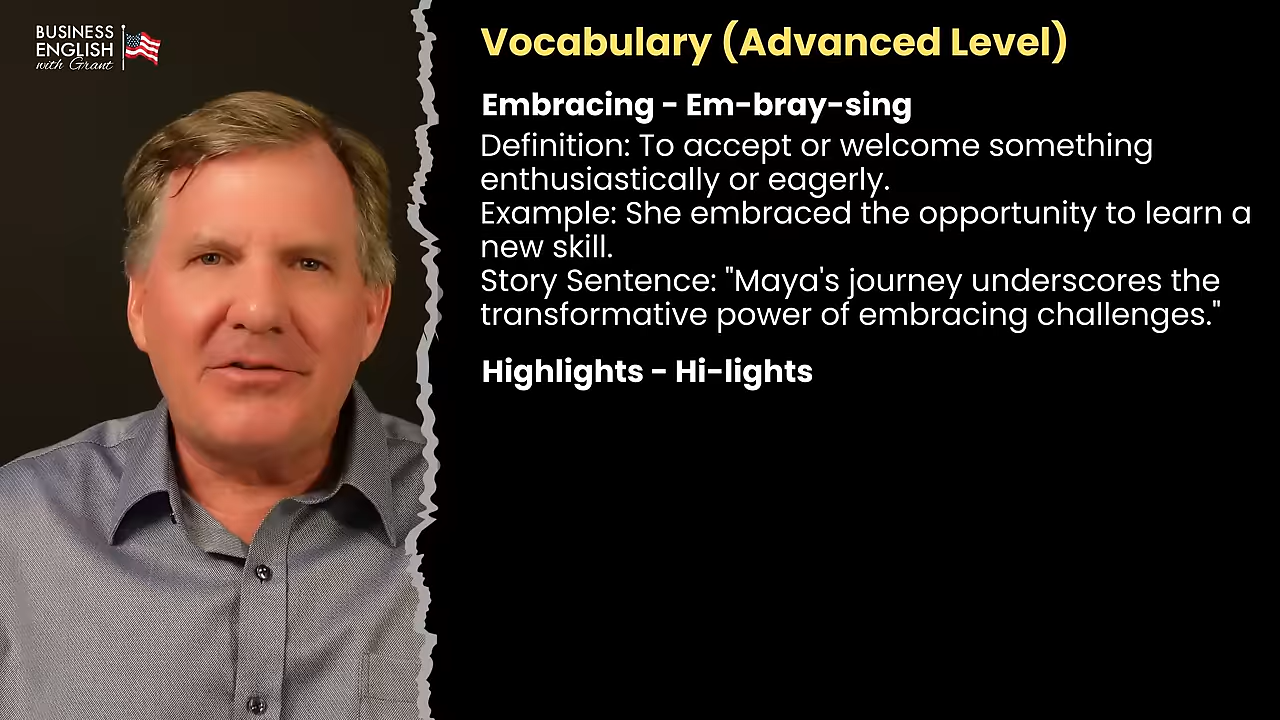 BUSINESS
ENGLISH
with Grant
Vocabulary (Advanced Level)
Embracing - Em-bray-sing
Definition: To accept or welcome something
enthusiastically or eagerly.
Example: She embraced the opportunity to learn a
new skill.
Story Sentence: "Maya's journey underscores the
transformative power of embracing challenges."
Highlights - Hi-lights